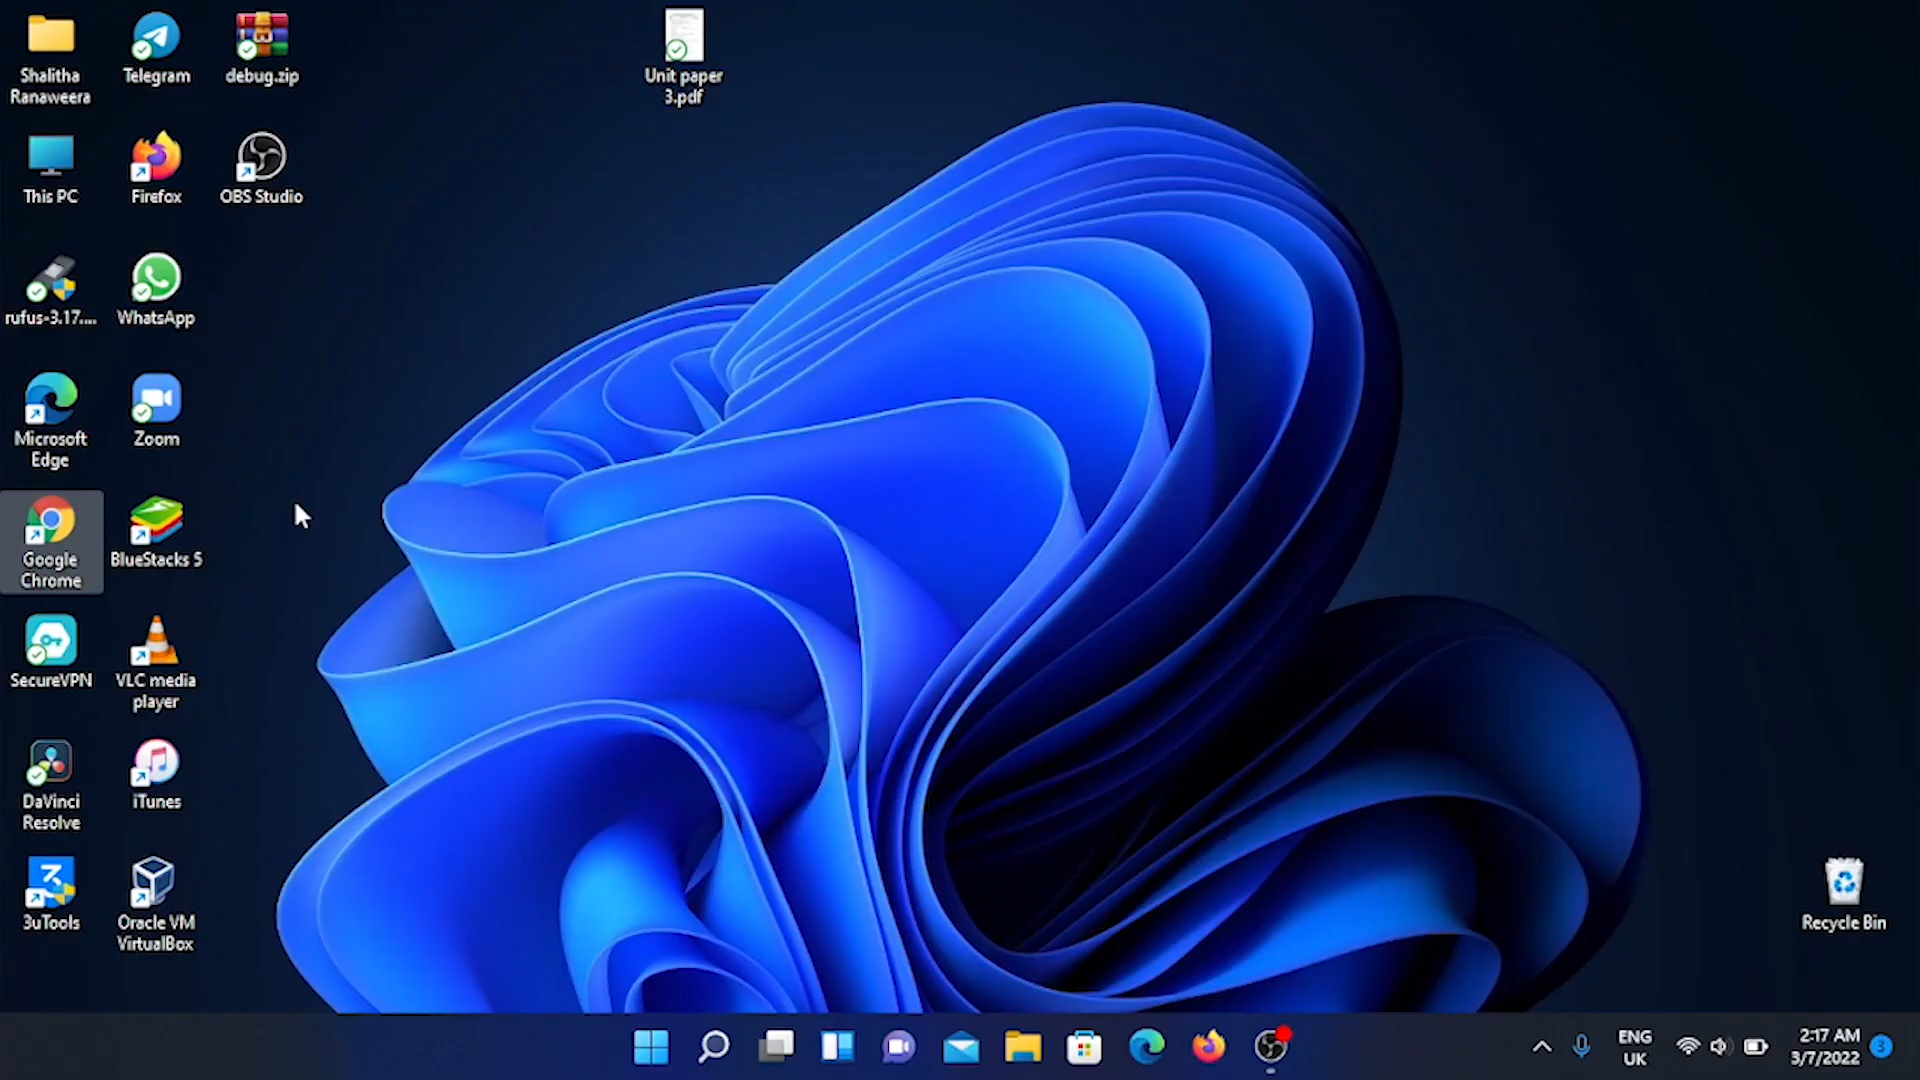 Shalitha
Ranaweera
Telegram
debug.zip
Unit paper
3.pdf
This PC
Firefox
OBS Studio
rufus-3.17....
WhatsApp
Microsoft
Edge
Zoom
Google
Chrome
BlueStacks 5
SecureVPN
VLC media
player
DaVinci
Resolve
iTunes
3uTools
Oracle VM
VirtualBox
Recycle Bin
ENG
UK
2:17 AM
3/7/2022
3